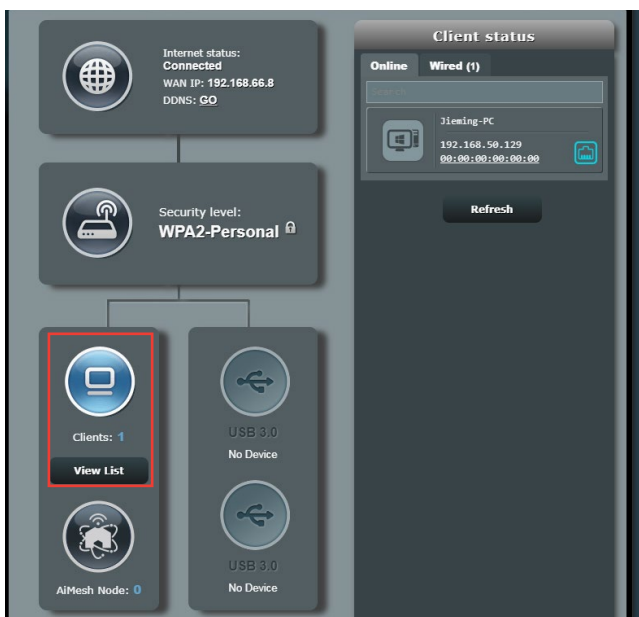 Internet status:
Connected
WAN IP: 192.168.66.8
DDNS: GO
Security level:
WPA2-Personal
Clients: 1
View List
AiMesh Node: 0
USB 3.0
No Device
USB 3.0
No Device
Client status
Online Wired (1)
Search
Jieming-PC
192.168.50.129
00:00:00:00:00:00
Refresh